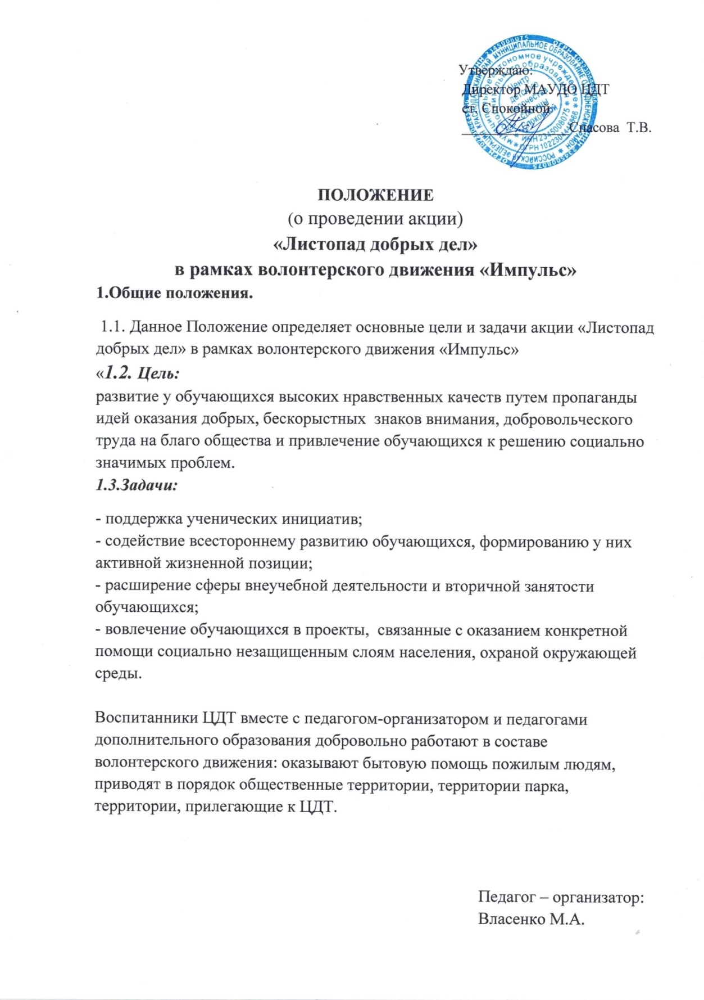 Утверждаю:
Директор МАУДО ЦДТ
ст. Спокойной
Спасова Т.В.
ПОЛОЖЕНИЕ
(о проведении акции)
«Листопад добрых дел»
в рамках волонтерского движения «Импульс»
1.Общие положения.
1.1. Данное Положение определяет основные цели и задачи акции «Листопад
добрых дел» в рамках волонтерского движения «Импульс»
«1.2. Цель:
развитие у обучающихся высоких нравственных качеств путем пропаганды
идей оказания добрых, бескорыстных знаков внимания, добровольческого
труда на благо общества и привлечение обучающихся к решению социально
значимых проблем.
1.3.Задачи:
- поддержка ученических инициатив;
- содействие всестороннему развитию обучающихся, формированию у них
активной жизненной позиции;
- расширение сферы внеучебной деятельности и вторичной занятости
обучающихся;
- вовлечение обучающихся в проекты, связанные с оказанием конкретной
помощи социально незащищенным слоям населения, охраной окружающей
среды.
Воспитанники ЦДТ вместе с педагогом-организатором и педагогами
дополнительного образования добровольно работают в составе
волонтерского движения: оказывают бытовую помощь пожилым людям,
приводят в порядок общественные территории, территории парка,
территории, прилегающие к ЦДТ.
Педагог – организатор:
Власенко М.А.